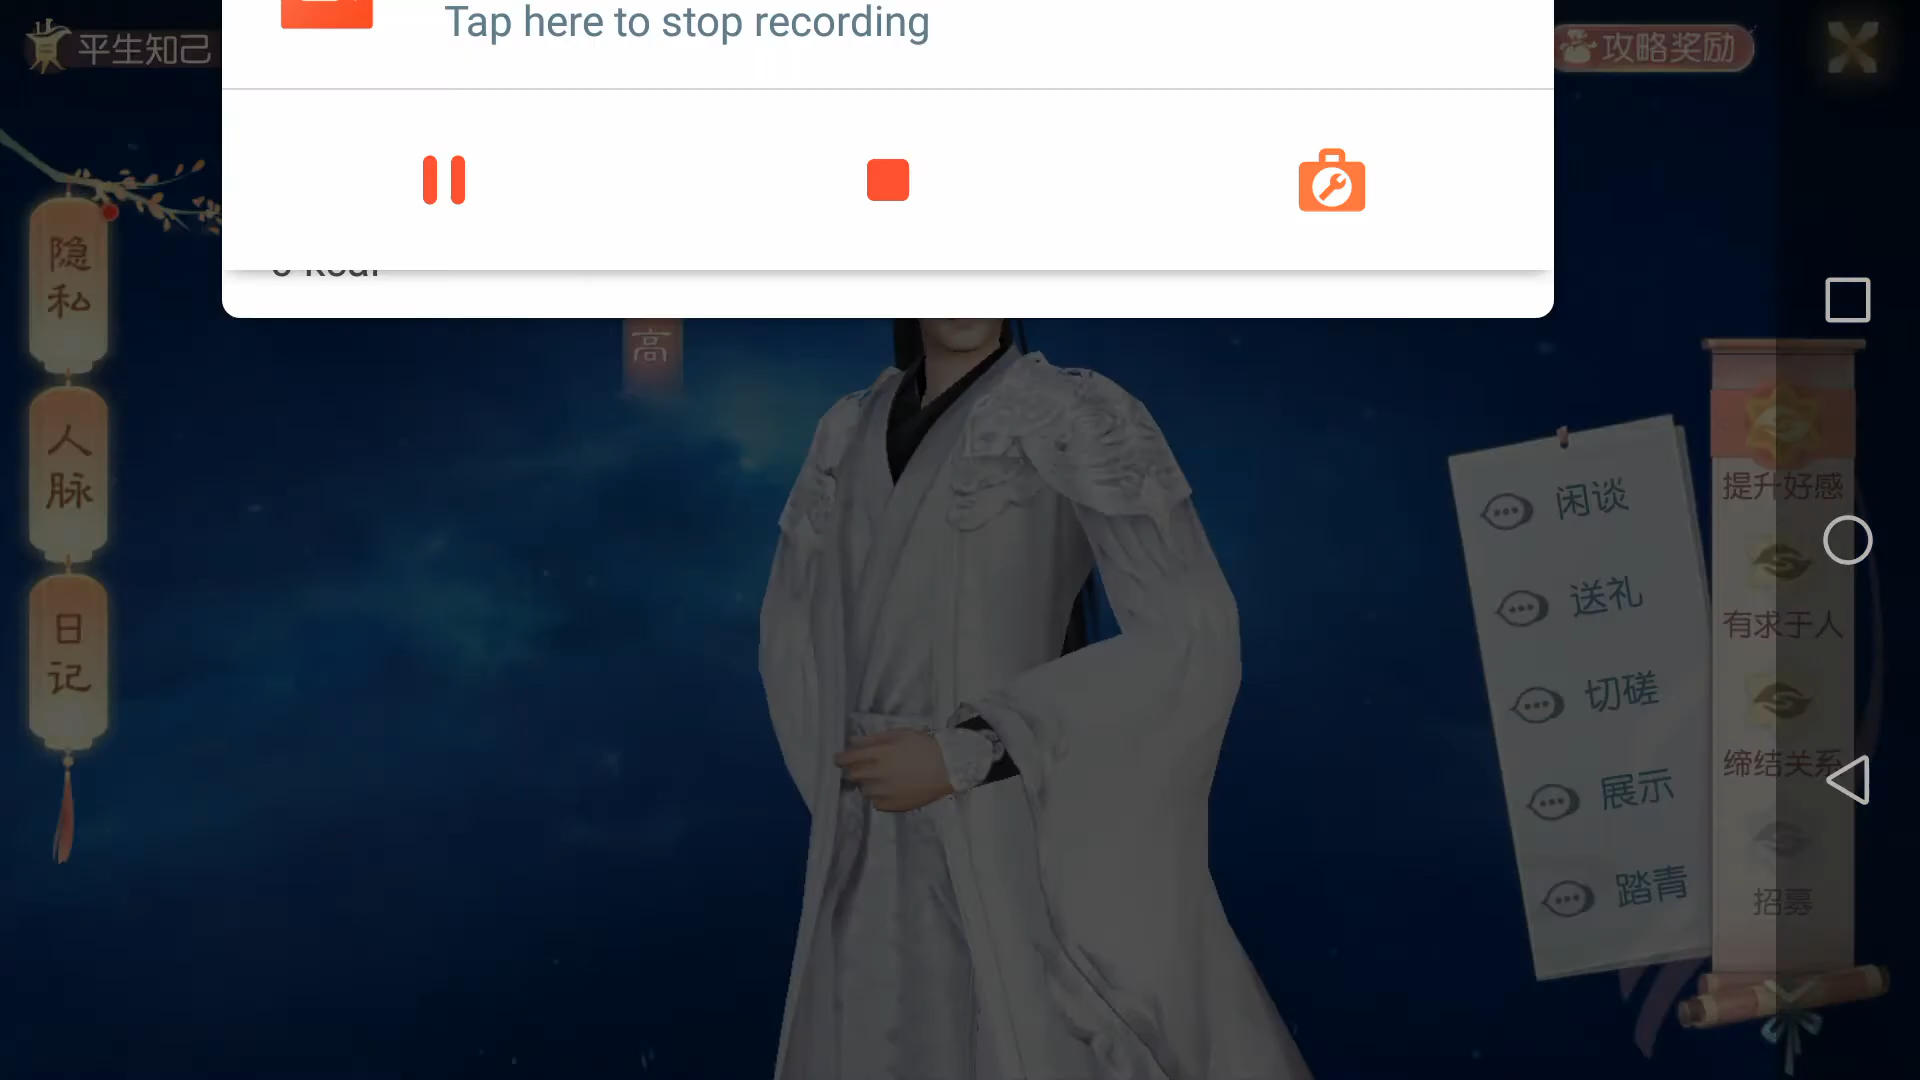 平生知己
Tap here to stop recording
攻略奖励
隐私
人脉
日记
高
闲谈
送礼
切磋
展示
踏青
提升好感
有求于人
缔结关系
招募